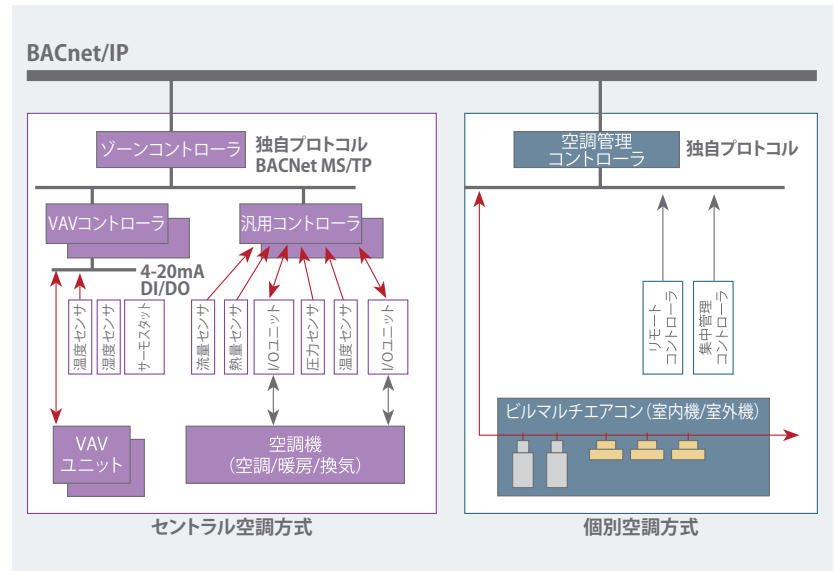 BACnet/IP
ゾーンコントローラ
独自プロトコル
BACNet MS/TP
VAVコントローラ
汎用コントローラ
4-20mA
DI/DO
温度センサ
湿度センサ
サーモスタット
流量センサ
熱量センサ
I/Oユニット
圧力センサ
温度センサ
I/Oユニット
VAV
ユニット
空調機
(空調/暖房/換気)
セントラル空調方式
空調管理
コントローラ
独自プロトコル
リモート
コントローラ
集中管理
コントローラ
ビルマルチエアコン(室内機/室外機)
個別空調方式